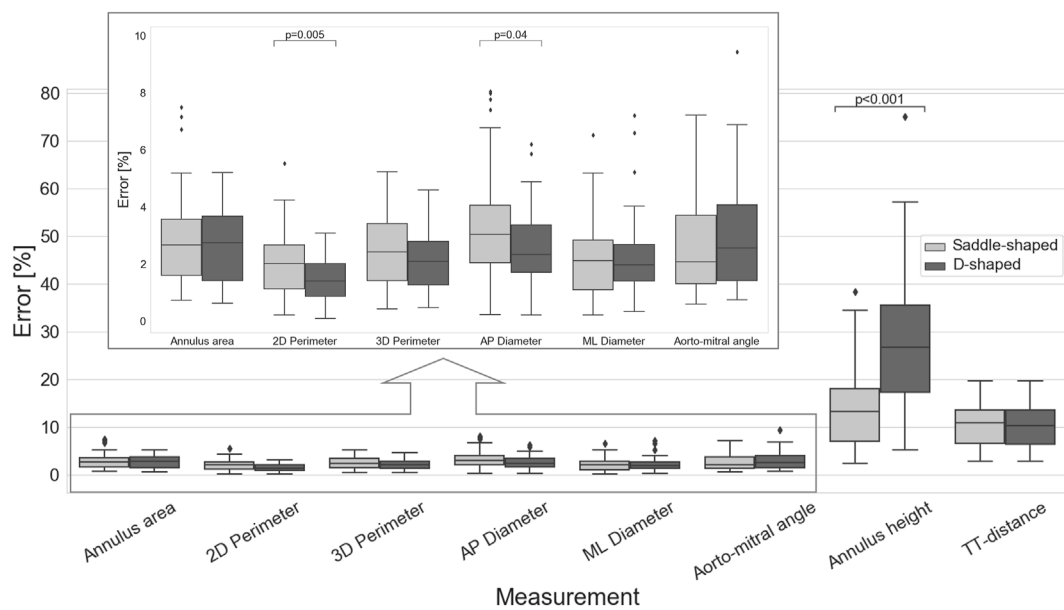 10
8
6
4
2
0
Error [%]
p=0.005
p=0.04
Annulus area
2D Perimeter
3D Perimeter
AP Diameter
ML Diameter
Aorto-mitral angle
80
70
60
50
40
30
20
10
0
Error [%]
p<0.001
Saddle-shaped
D-shaped
Annulus area
2D Perimeter
3D Perimeter
AP Diameter
ML Diameter
Aorto-mitral angle
Annulus height
TT-distance
Measurement